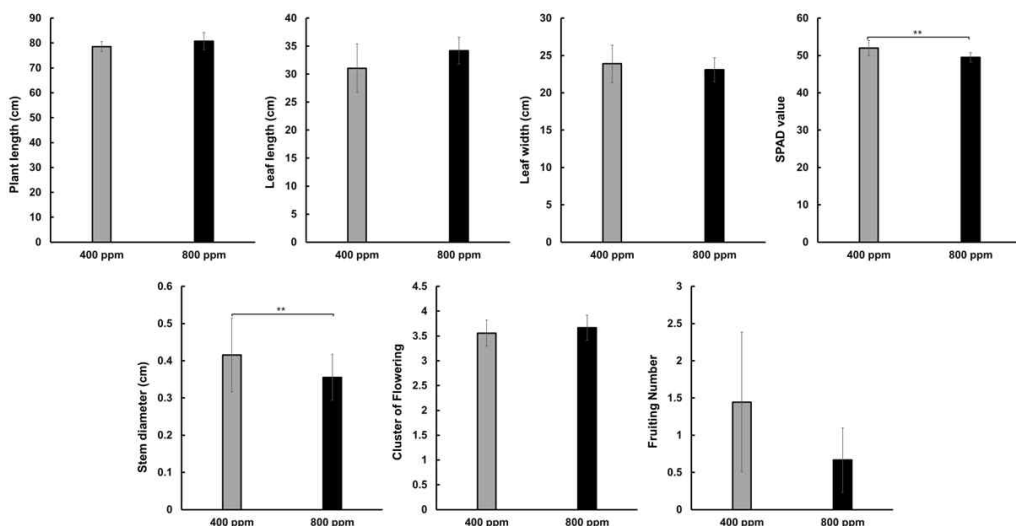 Plant length (cm)
90
80
70
60
50
40
30
20
10
0
400 ppm
800 ppm
Leaf length (cm)
40
35
30
25
20
15
10
5
0
400 ppm
800 ppm
Leaf width (cm)
30
25
20
15
10
5
0
400 ppm
800 ppm
SPAD value
60
50
40
30
20
10
0
**
400 ppm
800 ppm
Stem diameter (cm)
0.6
0.5
0.4
0.3
0.2
0.1
0
**
400 ppm
800 ppm
Cluster of Flowering
4.5
4
3.5
3
2.5
2
1.5
1
0.5
0
400 ppm
800 ppm
Fruiting Number
3
2.5
2
1.5
1
0.5
0
400 ppm
800 ppm